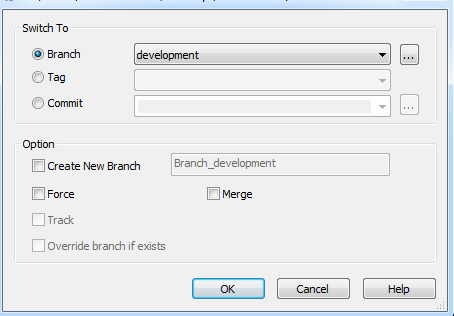 Switch To
Branch
development
...
Tag
Commit
...
Option
Create New Branch
Branch_development
Force
Merge
Track
Override branch if exists
OK
Cancel
Help